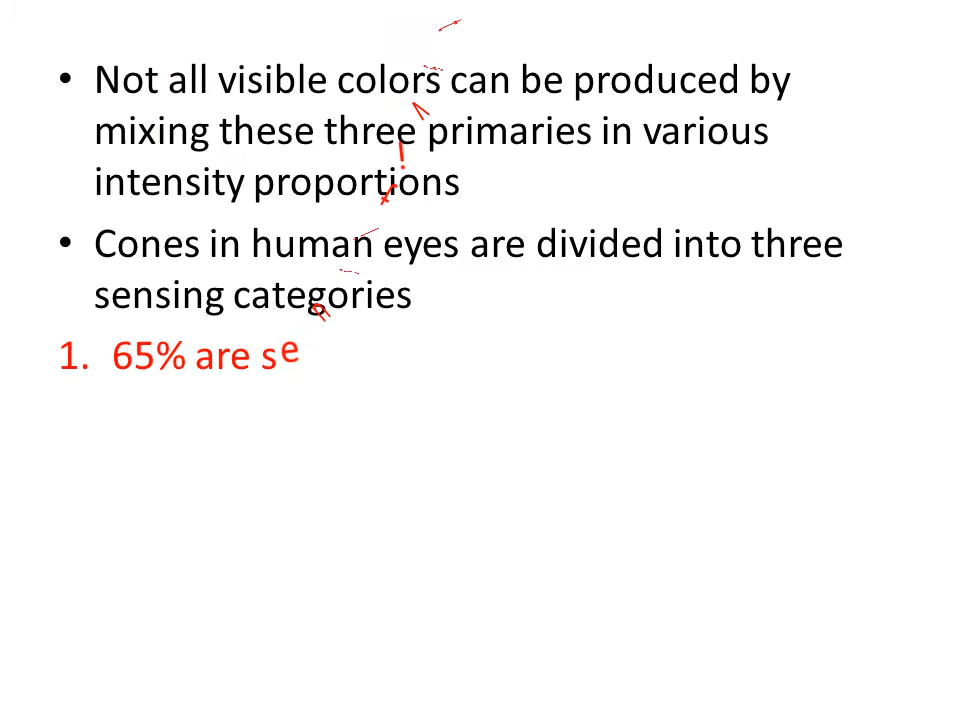 • Not all visible colors can be produced by
mixing these three primaries in various
intensity proportions
• Cones in human eyes are divided into three
sensing categories
1. 65% are se